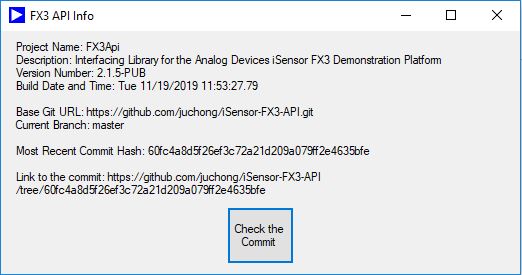 FX3 API Info
Project Name: FX3Api
Description: Interfacing Library for the Analog Devices iSensor FX3 Demonstration Platform
Version Number: 2.1.5-PUB
Build Date and Time: Tue 11/19/2019 11:53:27.79
Base Git URL: https://github.com/juchong/iSensor-FX3-API.git
Current Branch: master
Most Recent Commit Hash: 60fc4a8d5f26ef3c72a21d209a079ff2e4635bfe
Link to the commit: https://github.com/juchong/iSensor-FX3-API
/tree/60fc4a8d5f26ef3c72a21d209a079ff2e4635bfe
Check the
Commit